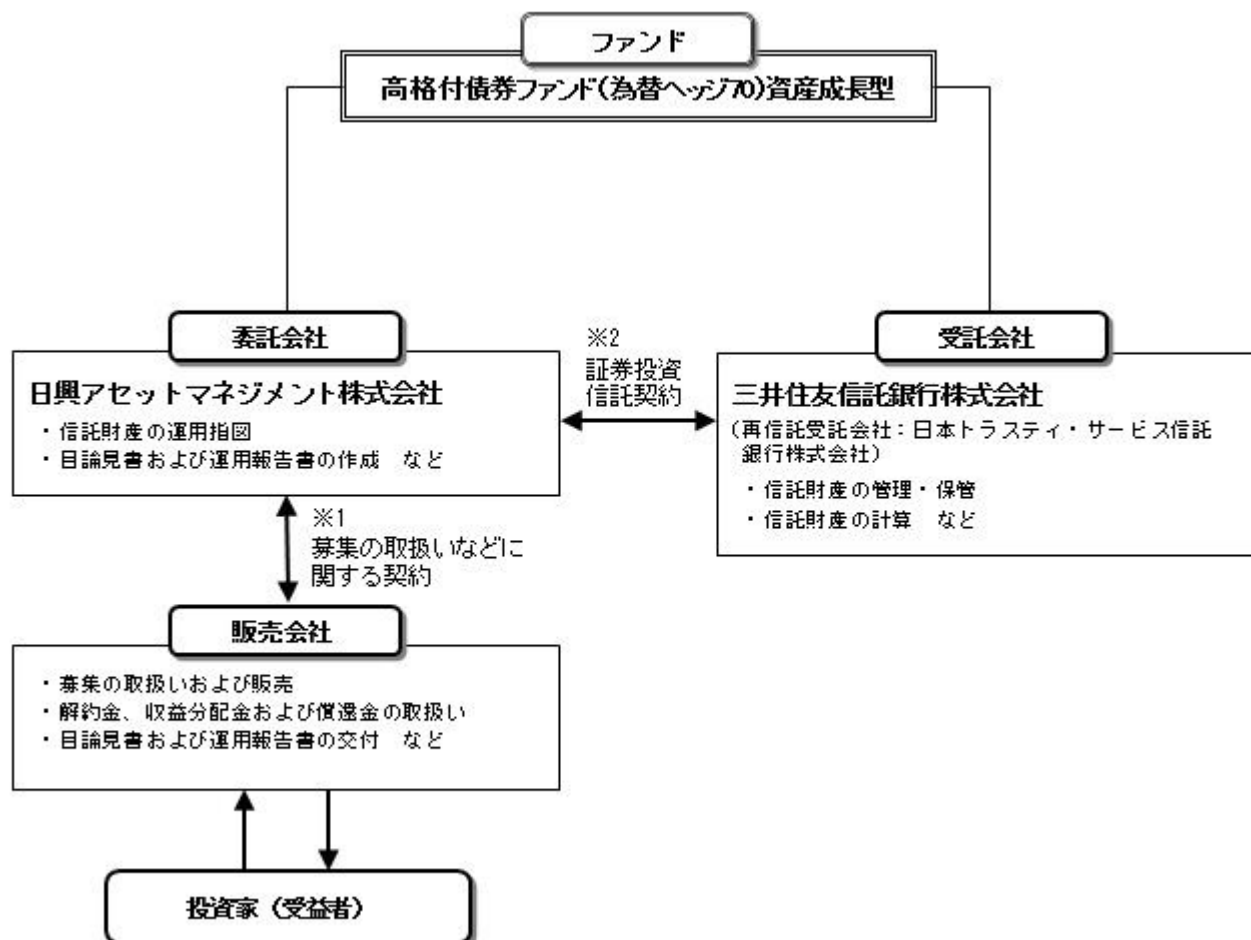 ファンド
高格付債券ファンド(為替ヘッジ70)資産成長型
委託会社
日興アセットマネジメント株式会社
・信託財産の運用指図
・目論見書および運用報告書の作成 など
※2
証券投資
信託契約
受託会社
三井住友信託銀行株式会社
(再信託受託会社:日本トラスティ・サービス信託
銀行株式会社)
・信託財産の管理・保管
・信託財産の計算 など
※1
募集の取扱いなどに
関する契約
販売会社
・募集の取扱いおよび販売
・解約金、収益分配金および償還金の取扱い
・目論見書および運用報告書の交付 など
投資家(受益者)